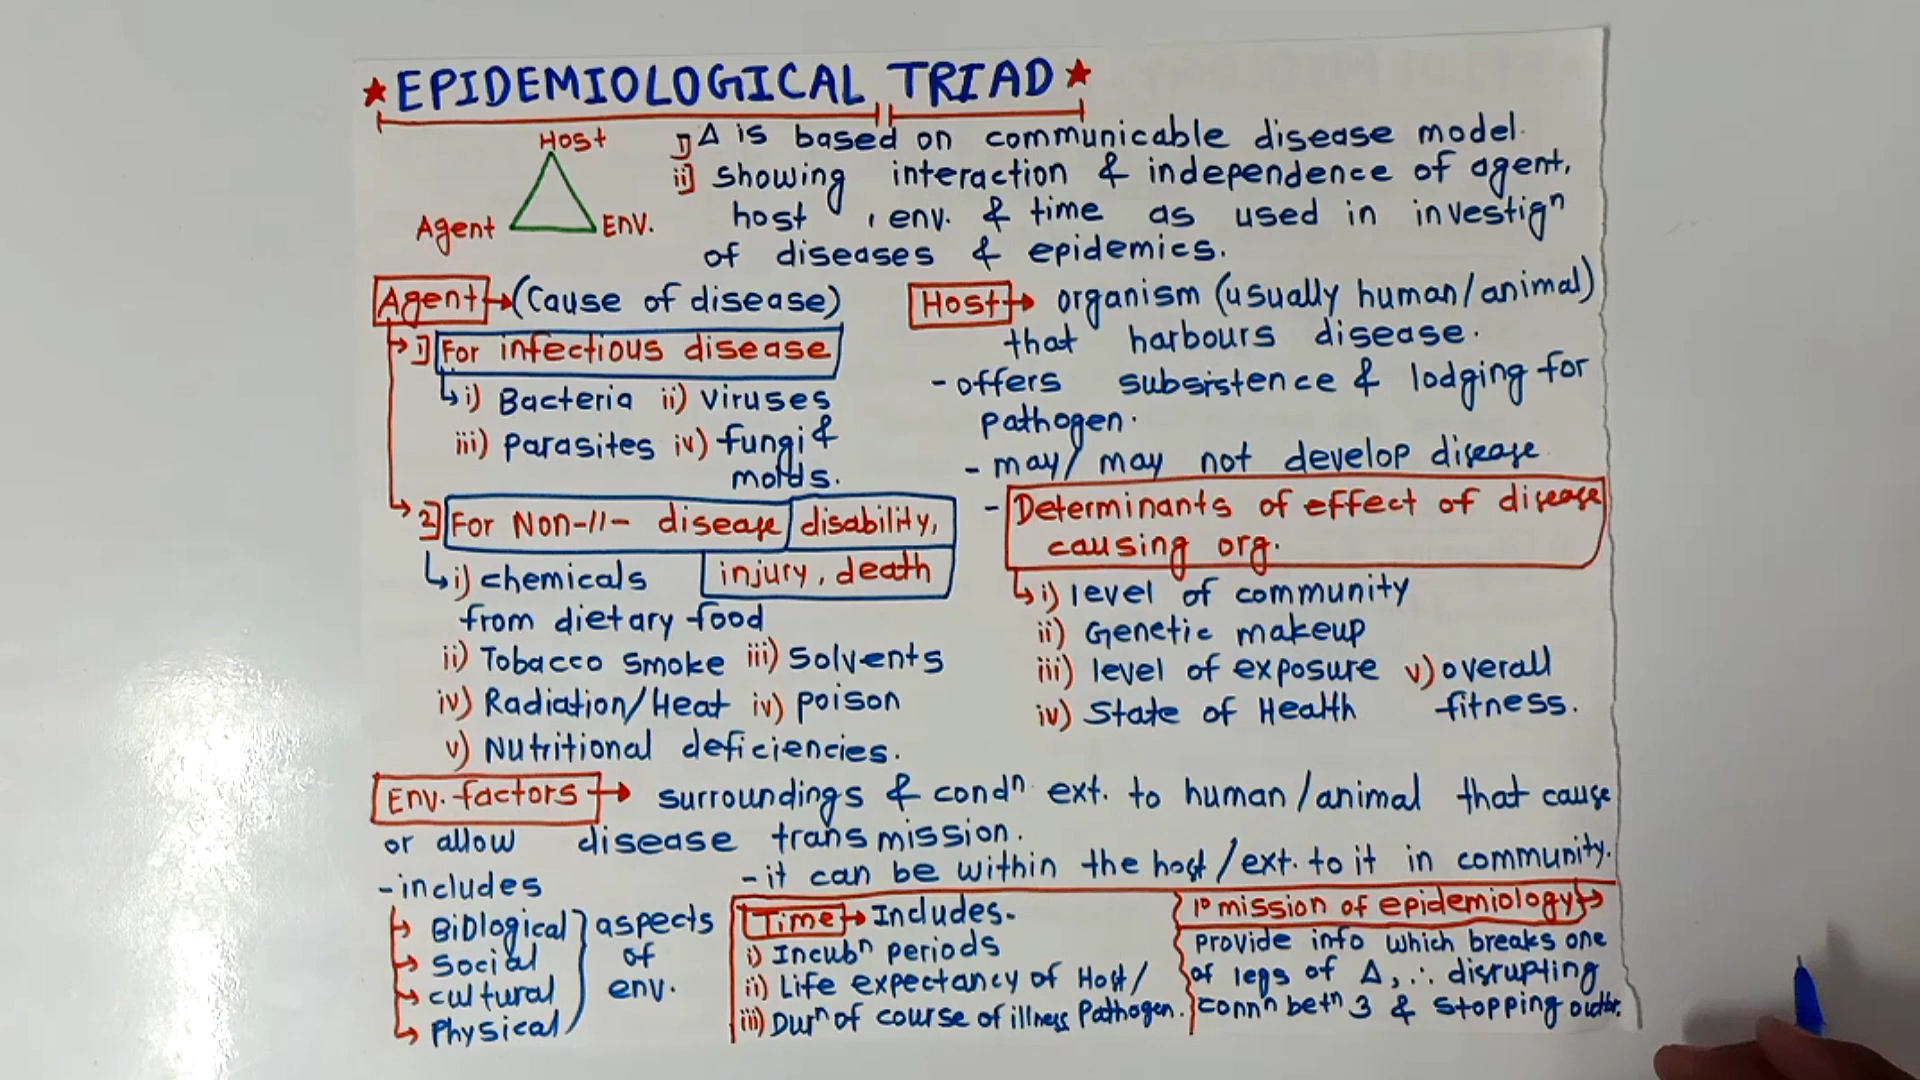 ★EPIDEMIOLOGICAL TRIAD★
Host
Agent
ENV.
i] Δ is based on communicable disease model.
ii] showing interaction & independence of agent,
host , env. & time as used in investigⁿ
of diseases & epidemics.
Agent → (Cause of disease)
1] For infectious disease
i) Bacteria ii) Viruses
iii) Parasites iv) fungi &
molds.
2] For Non-11- disease disability,
injury, death
i) chemicals
from dietary food
ii) Tobacco smoke iii) Solvents
iv) Radiation/Heat iv) poison
v) Nutritional deficiencies.
Host → organism (usually human/animal)
that harbours disease.
- offers subsistence & lodging for
pathogen.
- may/may not develop disease
- Determinants of effect of disease
causing org.
i) level of community
ii) Genetic makeup
iii) level of exposure v) overall
iv) State of Health fitness.
Env. factors → surroundings & condⁿ ext. to human/animal that cause
or allow disease transmission.
- it can be within the host/ext. to it in community.
- includes
Biological
Social
cultural
Physical
aspects
of
env.
Time → Includes-
i) Incubⁿ periods
ii) Life expectancy of Host/
iii) Durⁿ of course of illness Pathogen.
1° mission of epidemiology →
Provide info which breaks one
of legs of Δ, ∴ disrupting
connⁿ betⁿ 3 & stopping